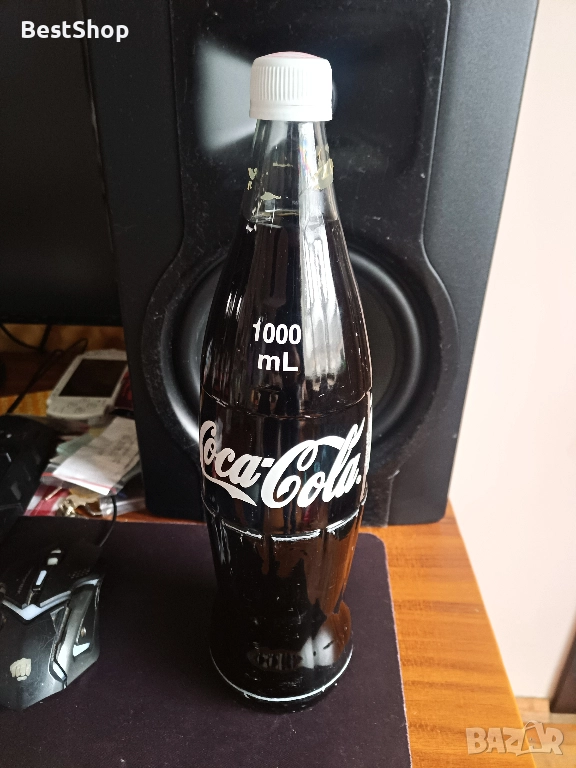 BestShop
1000
mL
Coca-Cola
BAZAR